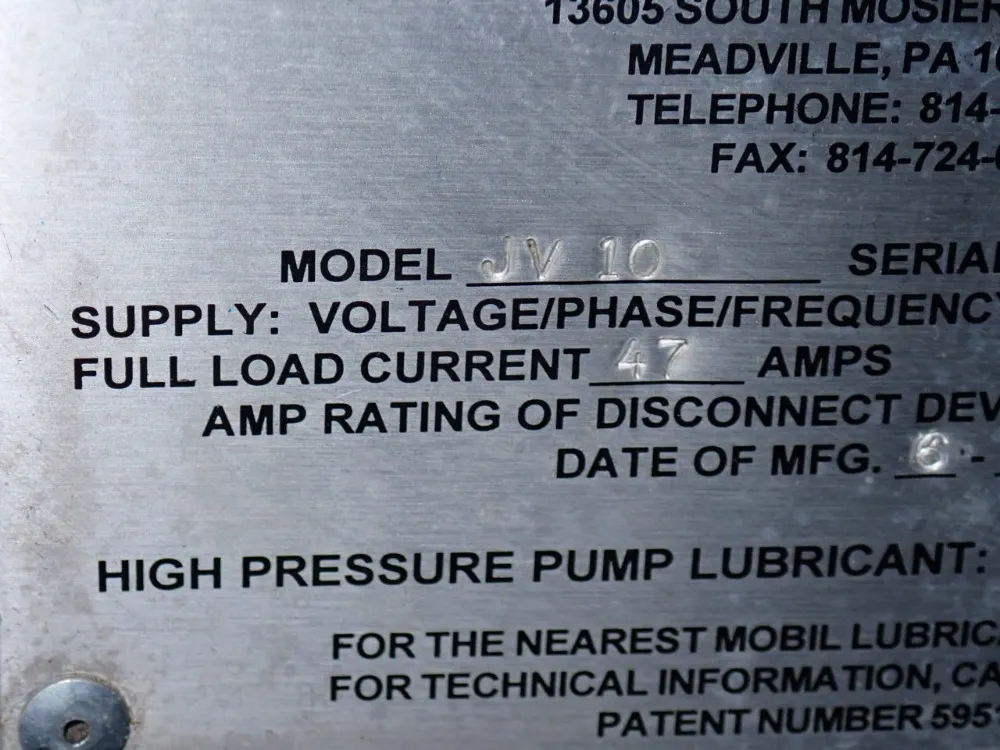 13605 SOUTH MOSIER
MEADVILLE, PA 16
TELEPHONE: 814-
FAX: 814-724-
MODEL JV 10 SERIAL
SUPPLY: VOLTAGE/PHASE/FREQUENCY
FULL LOAD CURRENT 47 AMPS
AMP RATING OF DISCONNECT DEV
DATE OF MFG. 6 -
HIGH PRESSURE PUMP LUBRICANT:
FOR THE NEAREST MOBIL LUBRIC
FOR TECHNICAL INFORMATION, CA
PATENT NUMBER 595